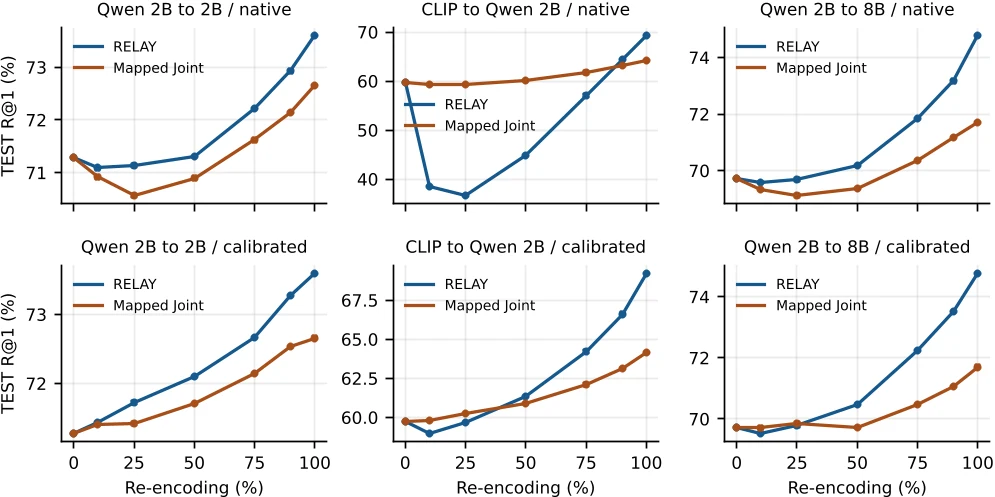 Qwen 2B to 2B / native
CLIP to Qwen 2B / native
Qwen 2B to 8B / native
TEST R@1 (%)
73
72
71
RELAY
Mapped Joint
70
60
50
40
RELAY
Mapped Joint
74
72
70
RELAY
Mapped Joint
Qwen 2B to 2B / calibrated
CLIP to Qwen 2B / calibrated
Qwen 2B to 8B / calibrated
TEST R@1 (%)
73
72
RELAY
Mapped Joint
0 25 50 75 100
Re-encoding (%)
67.5
65.0
62.5
60.0
RELAY
Mapped Joint
0 25 50 75 100
Re-encoding (%)
74
72
70
RELAY
Mapped Joint
0 25 50 75 100
Re-encoding (%)